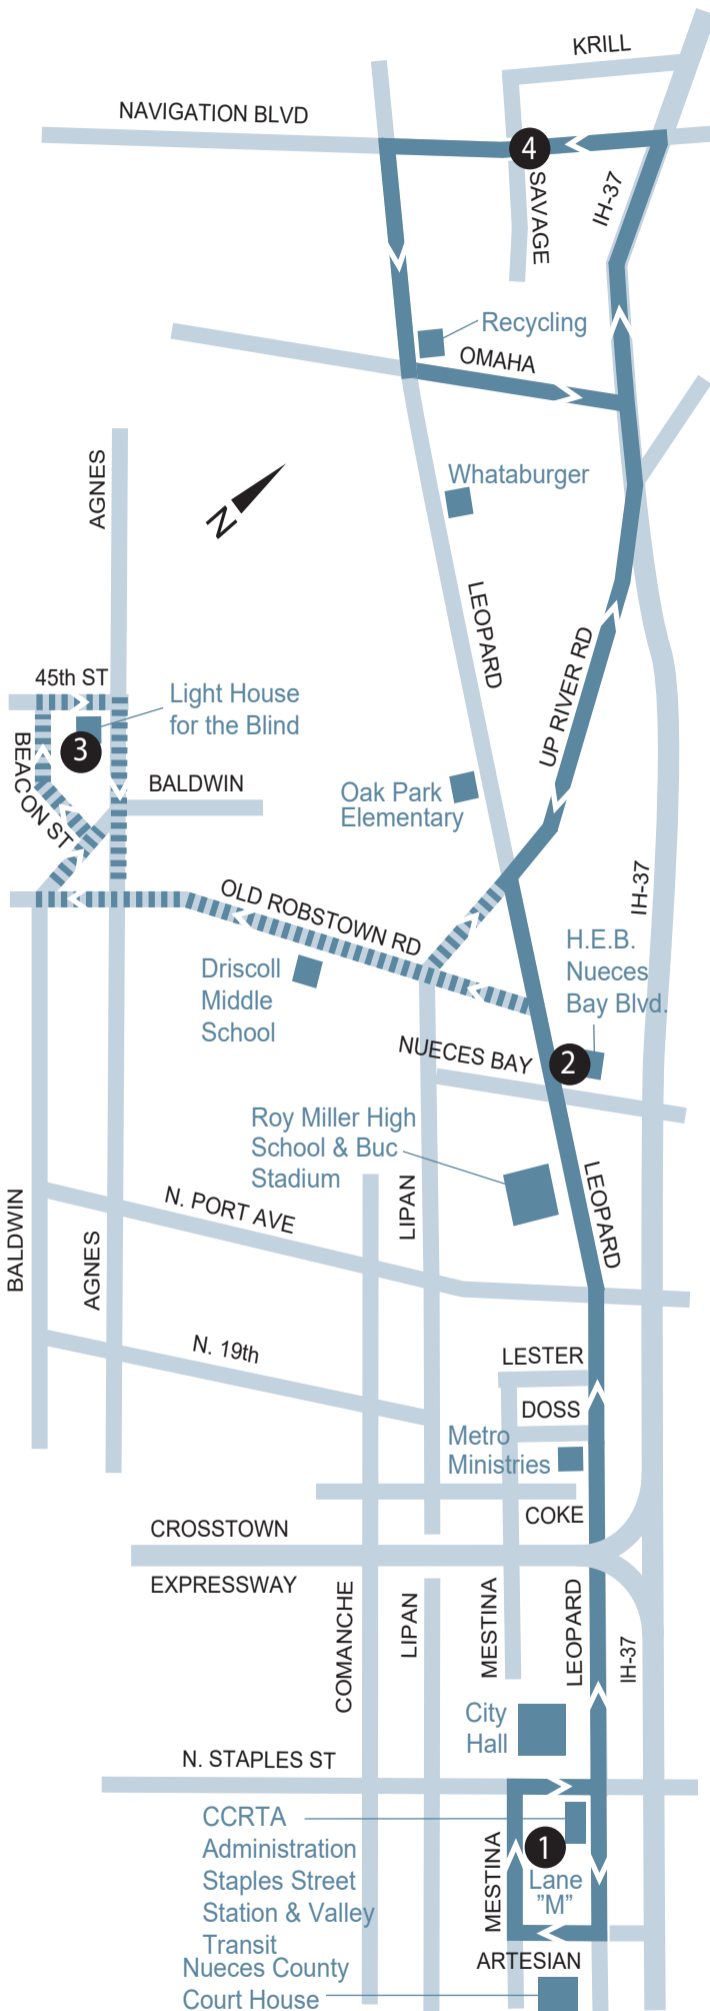 KRILL
NAVIGATION BLVD
4
SAVAGE
IH-37
Recycling
OMAHA
AGNES
Whataburger
N
LEOPARD
UP RIVER RD
45th ST
Light House
for the Blind
3
BEACON ST
BALDWIN
Oak Park
Elementary
IH-37
OLD ROBSTOWN RD
H.E.B.
Nueces
Bay Blvd.
Driscoll
Middle
School
NUECES BAY
2
Roy Miller High
School & Buc
Stadium
LEOPARD
BALDWIN
AGNES
N. PORT AVE
LIPAN
N. 19th
LESTER
DOSS
Metro
Ministries
COKE
CROSSTOWN
EXPRESSWAY
COMANCHE
LIPAN
MESTINA
LEOPARD
IH-37
City
Hall
N. STAPLES ST
CCRTA
Administration
Staples Street
Station & Valley
Transit
MESTINA
1
Lane
"M"
ARTESIAN
Nueces County
Court House